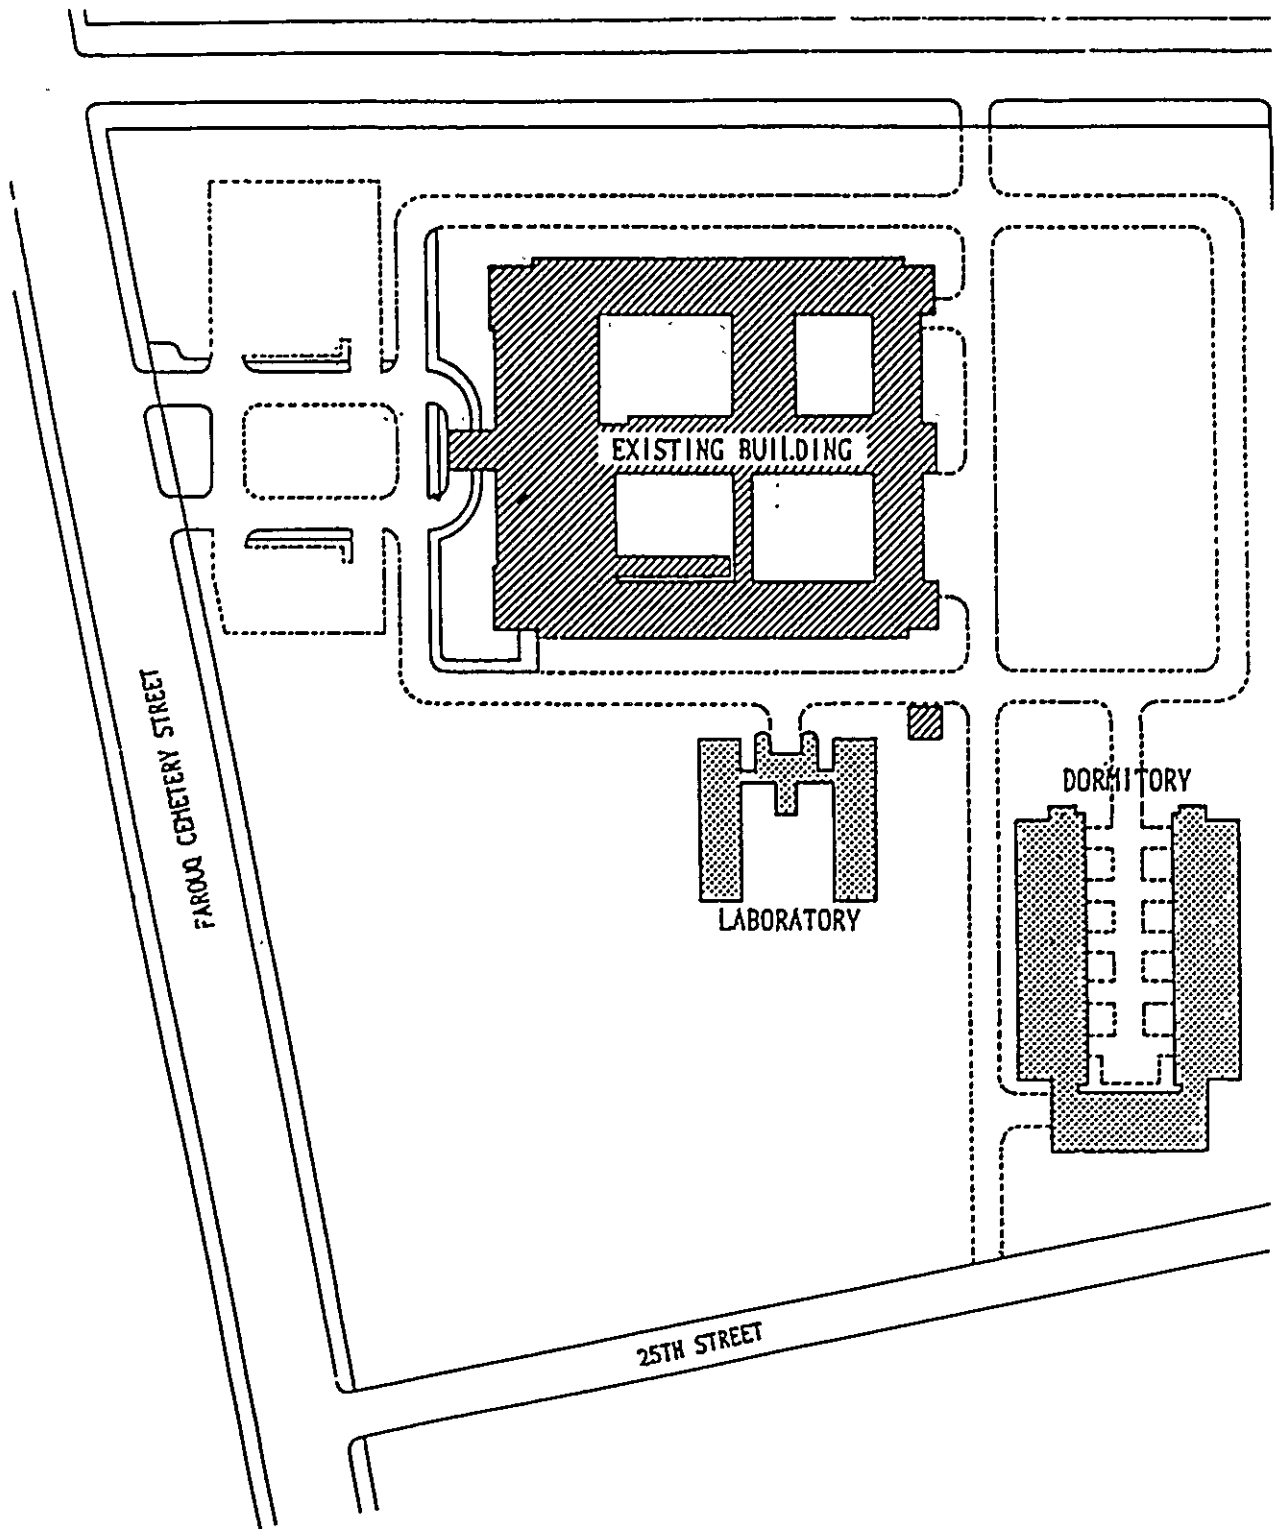 EXISTING BUILDING
FAROUQ CEMETERY STREET
DORMITORY
LABORATORY
25TH STREET